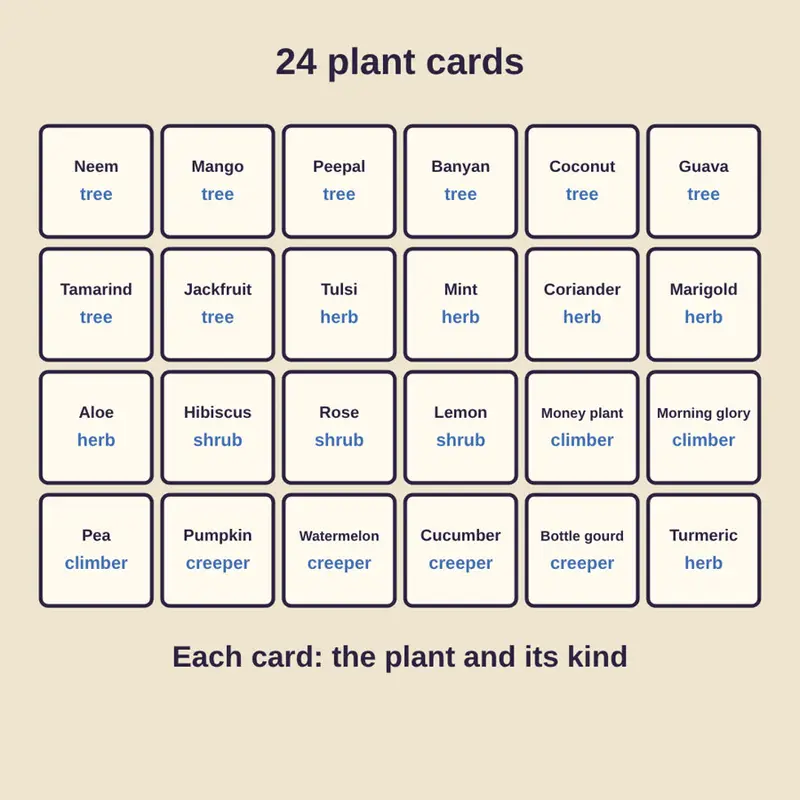 24 plant cards
Neem
tree
Mango
tree
Peepal
tree
Banyan
tree
Coconut
tree
Guava
tree
Tamarind
tree
Jackfruit
tree
Tulsi
herb
Mint
herb
Coriander
herb
Marigold
herb
Aloe
herb
Hibiscus
shrub
Rose
shrub
Lemon
shrub
Money plant
climber
Morning glory
climber
Pea
climber
Pumpkin
creeper
Watermelon
creeper
Cucumber
creeper
Bottle gourd
creeper
Turmeric
herb
Each card: the plant and its kind